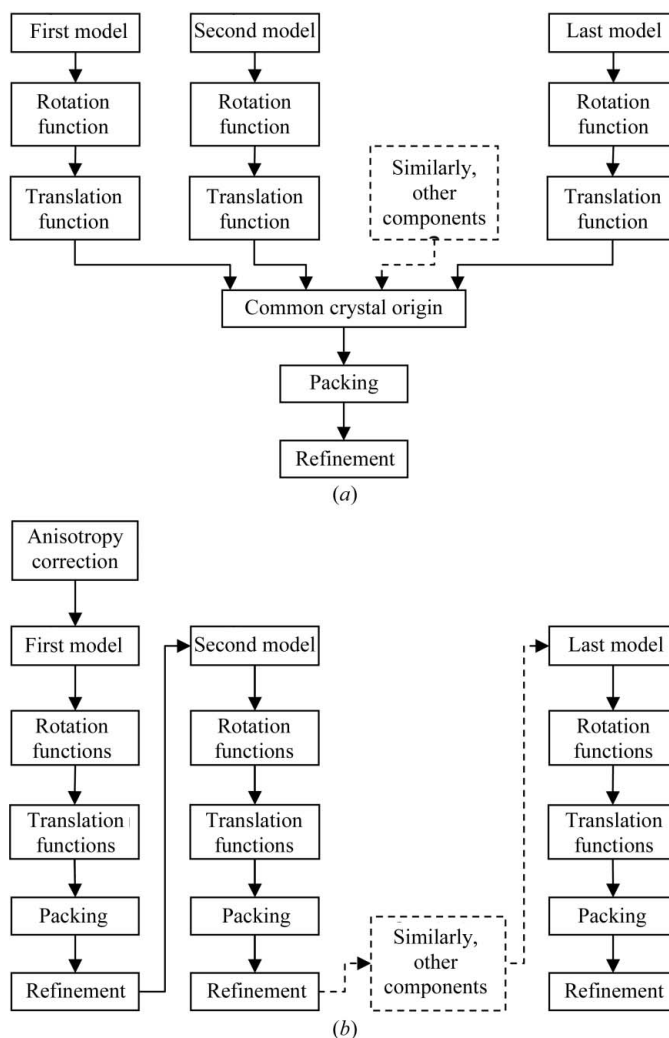 First model
Second model
Last model
Rotation
function
Rotation
function
Rotation
function
Translation
function
Translation
function
Similarly,
other
components
Translation
function
Common crystal origin
Packing
Refinement
(a)
Anisotropy
correction
First model
Second model
Last model
Rotation
functions
Rotation
functions
Rotation
functions
Translation
functions
Translation
functions
Translation
functions
Packing
Packing
Similarly,
other
components
Packing
Refinement
Refinement
Refinement
(b)